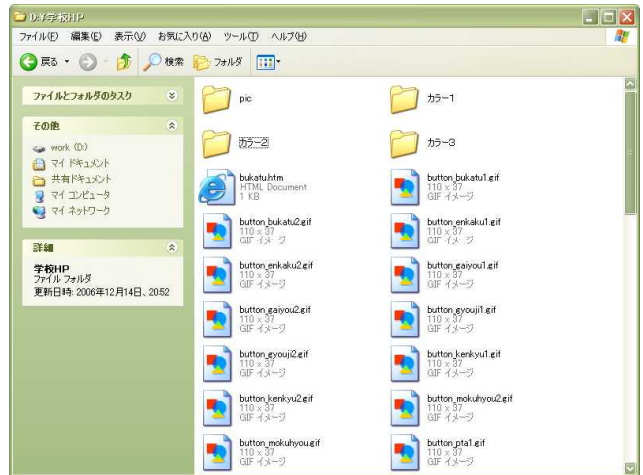 D:¥学校HP
ファイル(F) 編集(E) 表示(V) お気に入り(A) ツール(T) ヘルプ(H)
戻る 検索 フォルダ
ファイルとフォルダのタスク
その他
work (D:)
マイ ドキュメント
共有ドキュメント
マイ コンピュータ
マイ ネットワーク
詳細
学校HP
ファイル フォルダ
更新日時: 2006年12月14日、20:52
pic
カラー1
カラー2
カラー3
bukatu.htm
HTML Document
1 KB
button_bukatu1.gif
110 x 37
GIF イメージ
button_bukatu2.gif
110 x 37
GIF イメージ
button_enkaku1.gif
110 x 37
GIF イメージ
button_enkaku2.gif
110 x 37
GIF イメージ
button_gaiyou1.gif
110 x 37
GIF イメージ
button_gaiyou2.gif
110 x 37
GIF イメージ
button_gyouji1.gif
110 x 37
GIF イメージ
button_gyouji2.gif
110 x 37
GIF イメージ
button_kenkyu1.gif
110 x 37
GIF イメージ
button_kenkyu2.gif
110 x 37
GIF イメージ
button_mokuhyou2.gif
110 x 37
GIF イメージ
button_mokuhyou.gif
110 x 37
GIF イメージ
button_pta1.gif
110 x 37
GIF イメージ